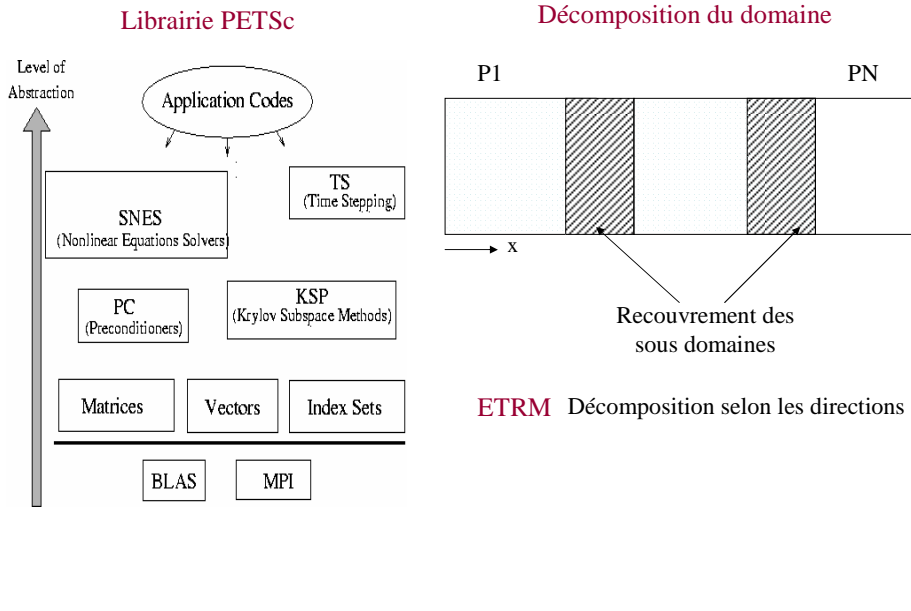 Librairie PETSc
Level of
Abstraction
Application Codes
TS
(Time Stepping)
SNES
(Nonlinear Equations Solvers)
PC
(Preconditioners)
KSP
(Krylov Subspace Methods)
Matrices
Vectors
Index Sets
BLAS
MPI
Décomposition du domaine
P1
PN
x
Recouvrement des
sous domaines
ETRM Décomposition selon les directions